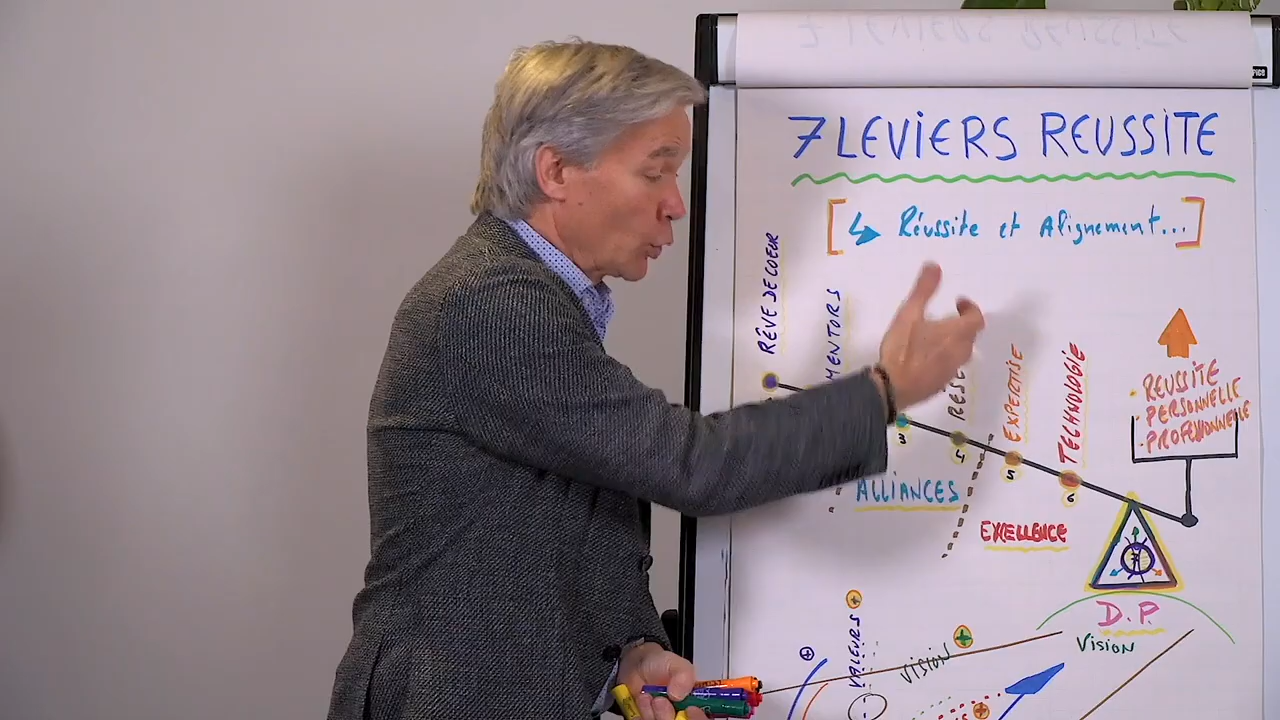 7 LEVIERS REUSSITE
[↳ Réussite et Alignement...]
RÊVE DE COEUR
MENTORS
EXPERTISE
TECHNOLOGIE
• REUSSITE
• PERSONNELLE
• PROFESSIONNELLE
3
4
5
6
ALLIANCES
EXCELLENCE
D.P.
Vision
VALEURS
VISION